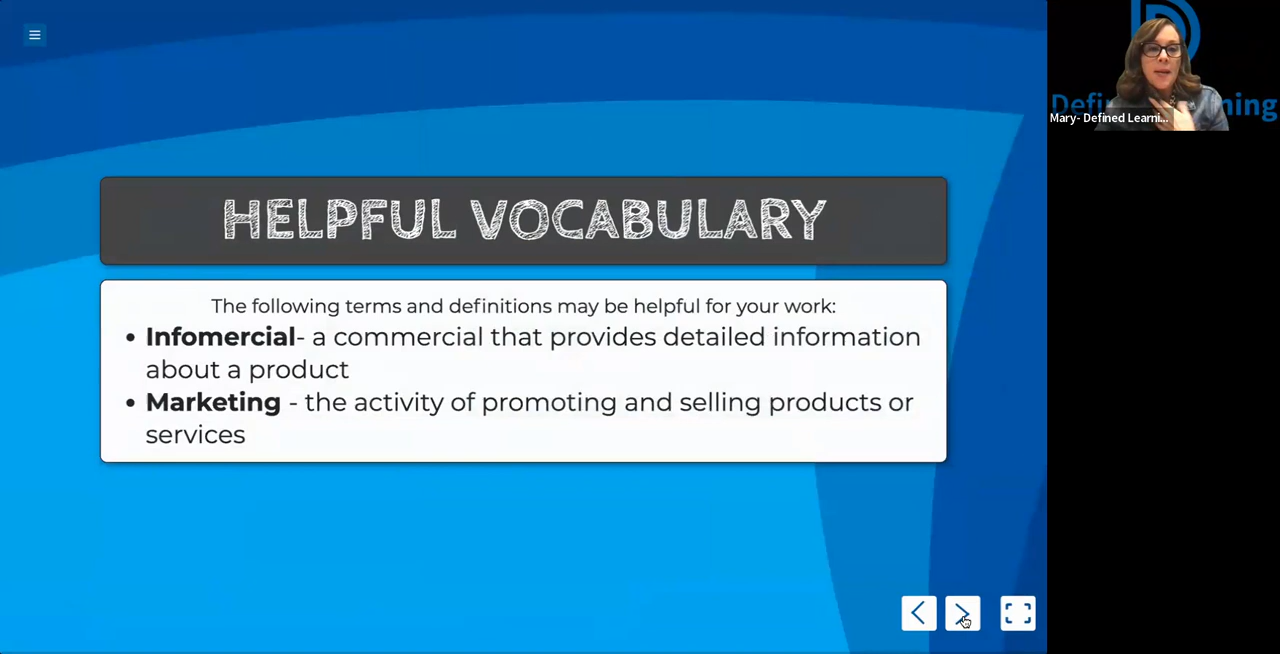 HELPFUL VOCABULARY
The following terms and definitions may be helpful for your work:
• Infomercial- a commercial that provides detailed information
about a product
• Marketing - the activity of promoting and selling products or
services
Mary- Defined Learni...